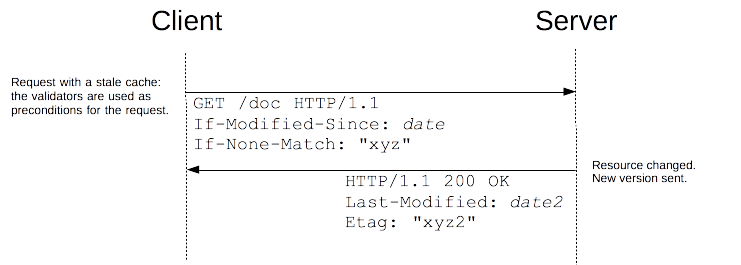 Client
Server
Request with a stale cache:
the validators are used as
preconditions for the request.
GET /doc HTTP/1.1
If-Modified-Since: date
If-None-Match: "xyz"
Resource changed.
New version sent.
HTTP/1.1 200 OK
Last-Modified: date2
Etag: "xyz2"